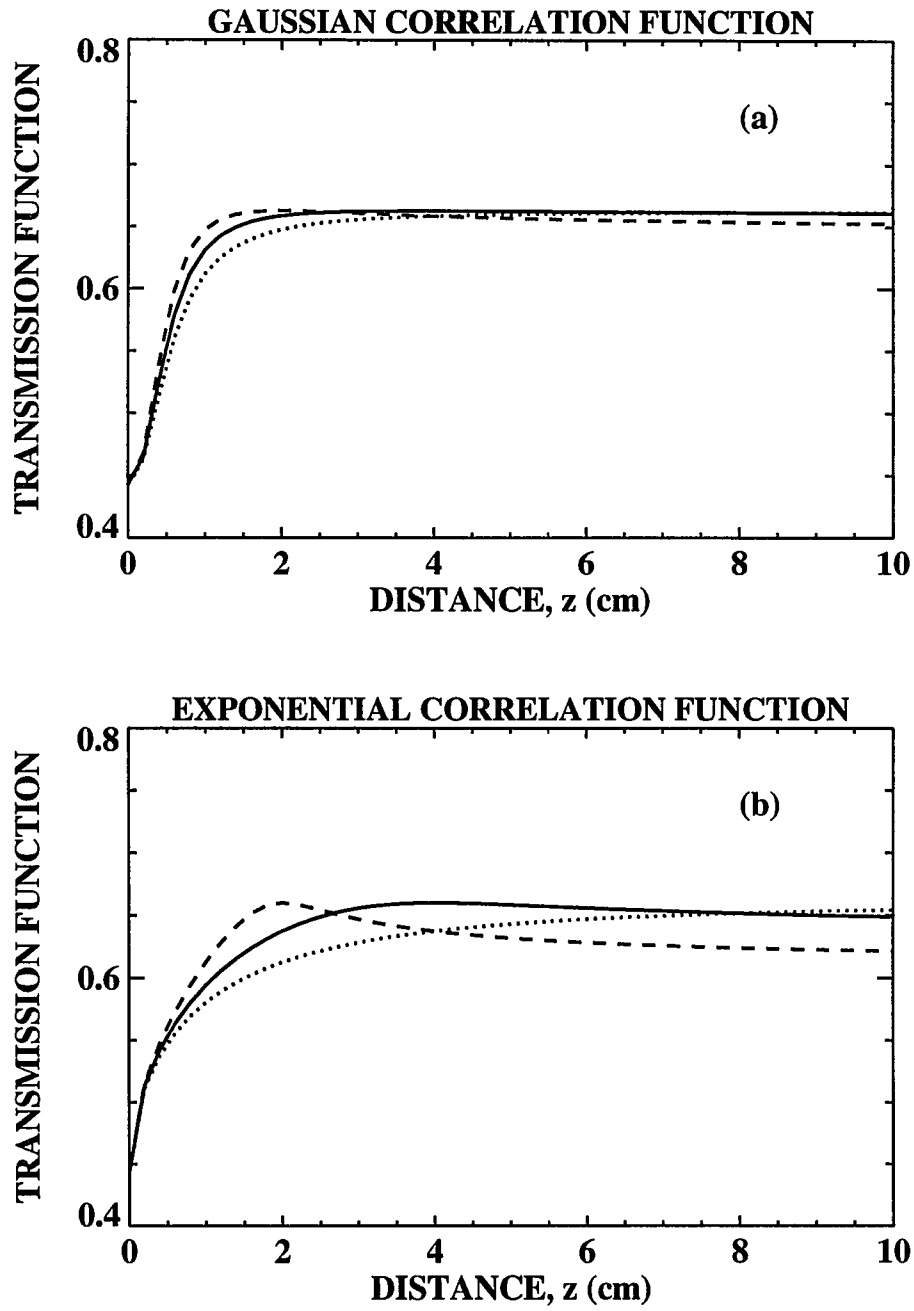 GAUSSIAN CORRELATION FUNCTION
0.8
(a)
TRANSMISSION FUNCTION
0.6
0.4
0 2 4 6 8 10
DISTANCE, z (cm)
EXPONENTIAL CORRELATION FUNCTION
0.8
(b)
TRANSMISSION FUNCTION
0.6
0.4
0 2 4 6 8 10
DISTANCE, z (cm)